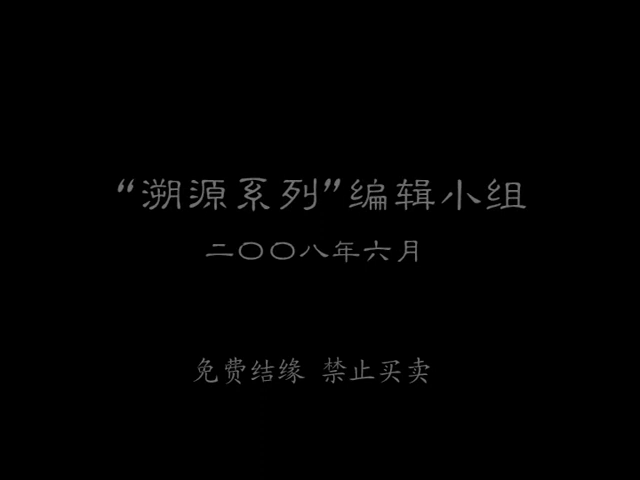 “溯源系列”编辑小组
二〇〇八年六月
免费结缘 禁止买卖